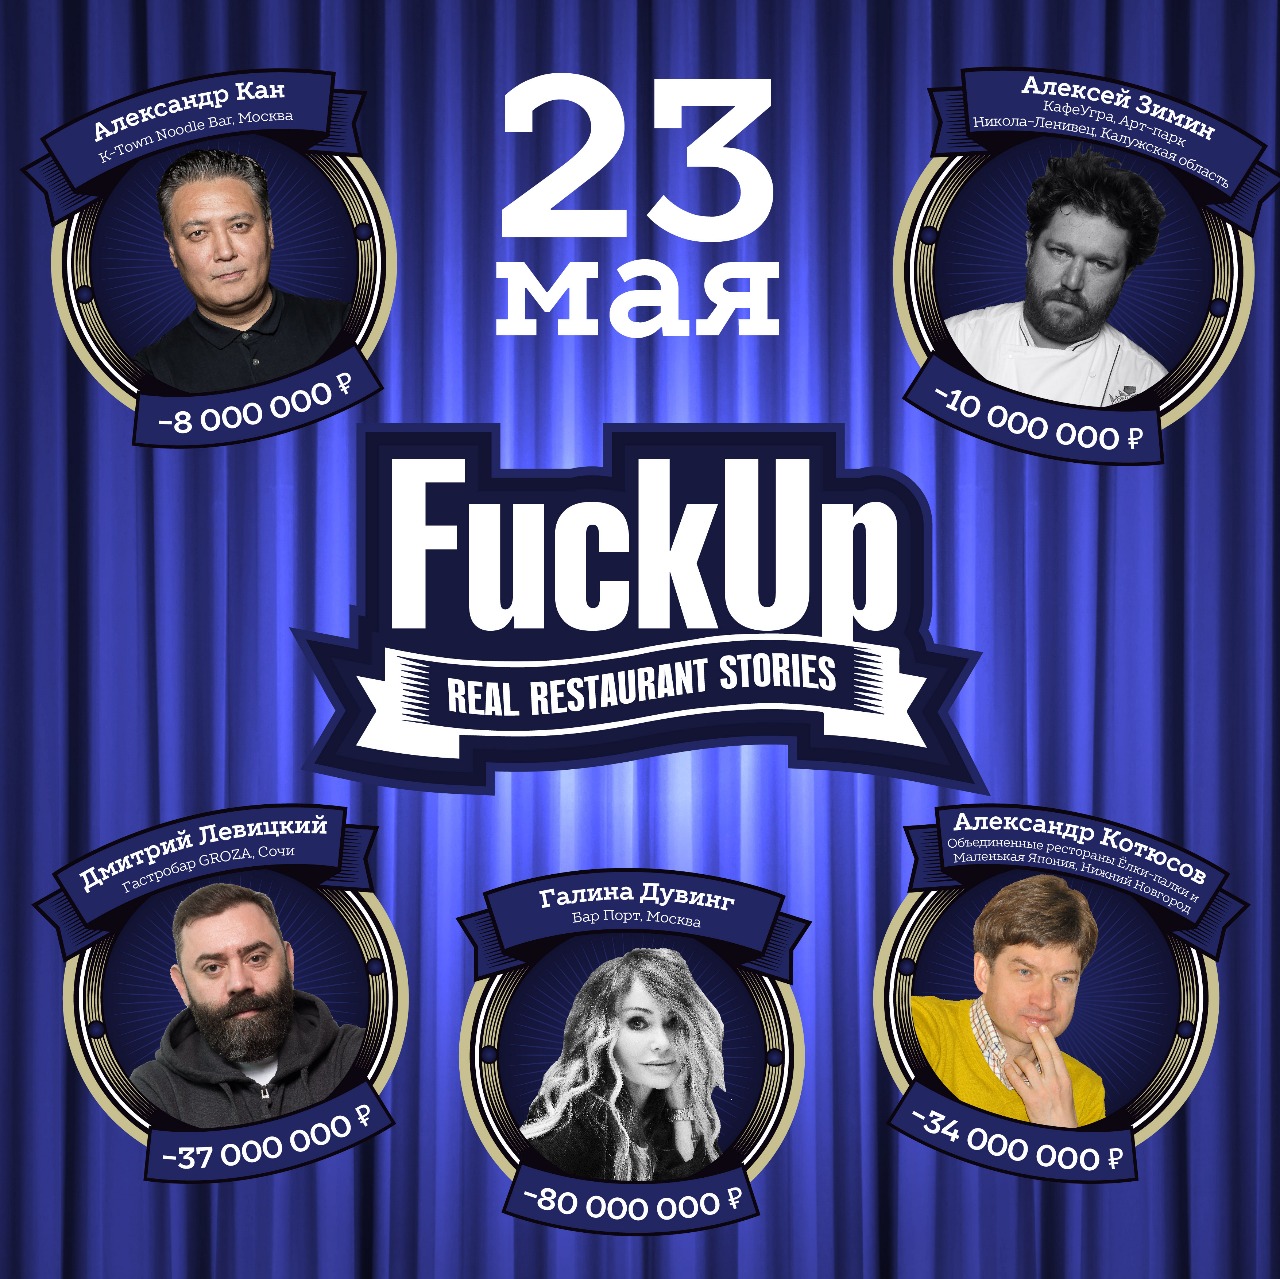 23
мая
Александр Кан
K-Town Noodle Bar, Москва
-8 000 000 ₽
Алексей Зимин
КафеУгра, Арт-парк
Никола-Ленивец, Калужская область
-10 000 000 ₽
FuckUp
REAL RESTAURANT STORIES
Дмитрий Левицкий
Гастробар GROZA, Сочи
-37 000 000 ₽
Галина Дувинг
Бар Порт, Москва
-80 000 000 ₽
Александр Котюсов
Объединенные рестораны Ёлки-палки и
Маленькая Япония, Нижний Новгород
-34 000 000 ₽